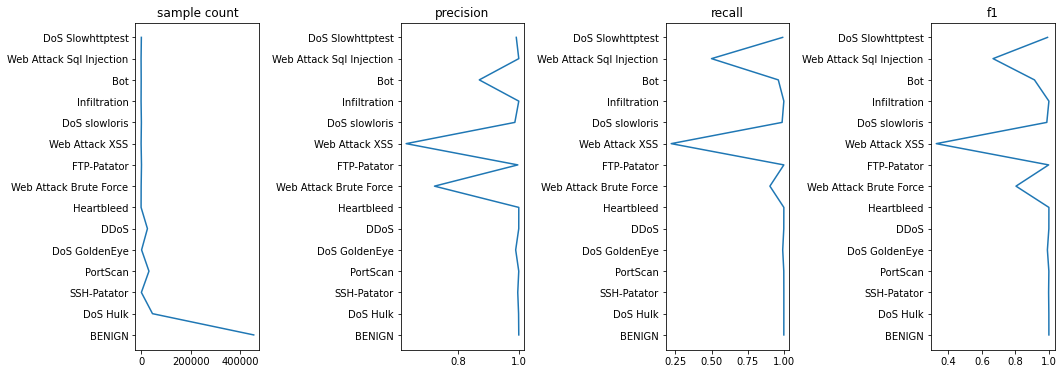 sample count
DoS Slowhttptest
Web Attack Sql Injection
Bot
Infiltration
DoS slowloris
Web Attack XSS
FTP-Patator
Web Attack Brute Force
Heartbleed
DDoS
DoS GoldenEye
PortScan
SSH-Patator
DoS Hulk
BENIGN
0 200000 400000
precision
DoS Slowhttptest
Web Attack Sql Injection
Bot
Infiltration
DoS slowloris
Web Attack XSS
FTP-Patator
Web Attack Brute Force
Heartbleed
DDoS
DoS GoldenEye
PortScan
SSH-Patator
DoS Hulk
BENIGN
0.8 1.0
recall
DoS Slowhttptest
Web Attack Sql Injection
Bot
Infiltration
DoS slowloris
Web Attack XSS
FTP-Patator
Web Attack Brute Force
Heartbleed
DDoS
DoS GoldenEye
PortScan
SSH-Patator
DoS Hulk
BENIGN
0.25 0.50 0.75 1.00
f1
DoS Slowhttptest
Web Attack Sql Injection
Bot
Infiltration
DoS slowloris
Web Attack XSS
FTP-Patator
Web Attack Brute Force
Heartbleed
DDoS
DoS GoldenEye
PortScan
SSH-Patator
DoS Hulk
BENIGN
0.4 0.6 0.8 1.0